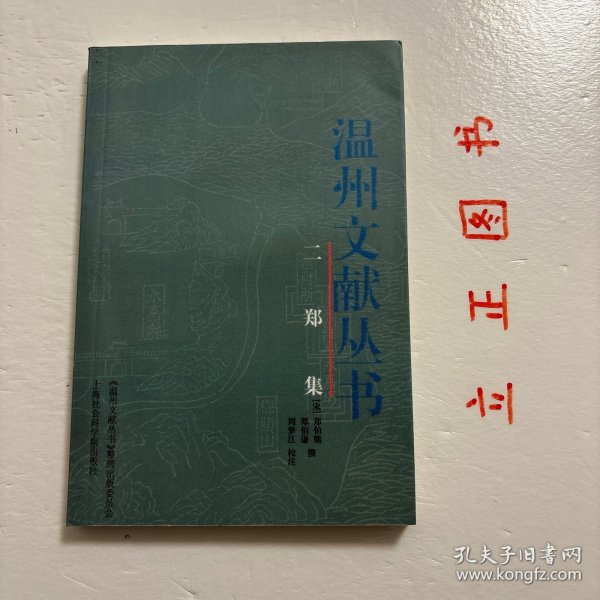 温州文献丛书
二郑集
[宋] 郑伯熊
郑伯谦 撰
周梦江 校注
《温州文献丛书》整理出版委员会
上海社会科学院出版社
立正图书
孔夫子旧书网
www.kongfz.com